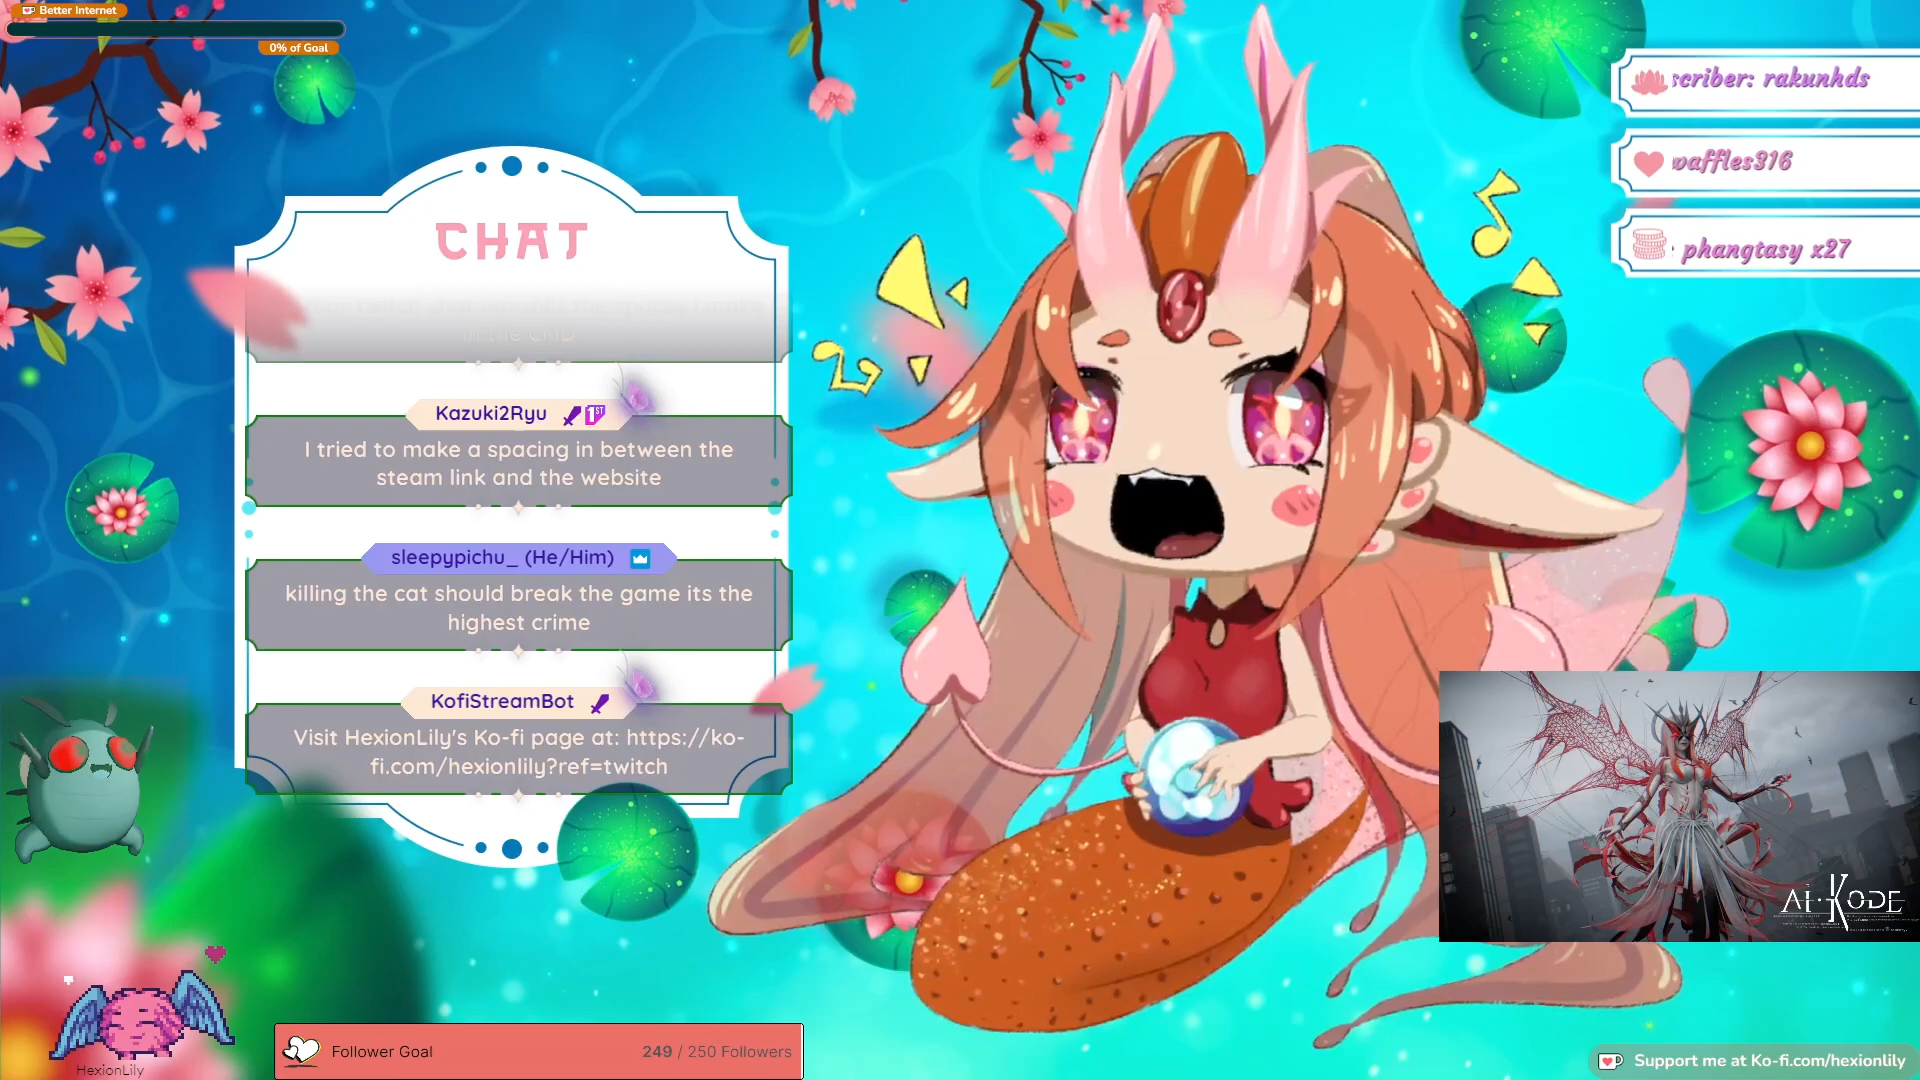 Better Internet
0% of Goal
scriber: rakunhds
waffles316
phangtasy x27
CHAT
Kazuki2Ryu
I tried to make a spacing in between the
steam link and the website
sleepypichu_ (He/Him)
killing the cat should break the game its the
highest crime
KofiStreamBot
Visit HexionLily's Ko-fi page at: https://ko-
fi.com/hexionlily?ref=twitch
AI·KODE
HexionLily
Follower Goal
249 / 250 Followers
Support me at Ko-fi.com/hexionlily